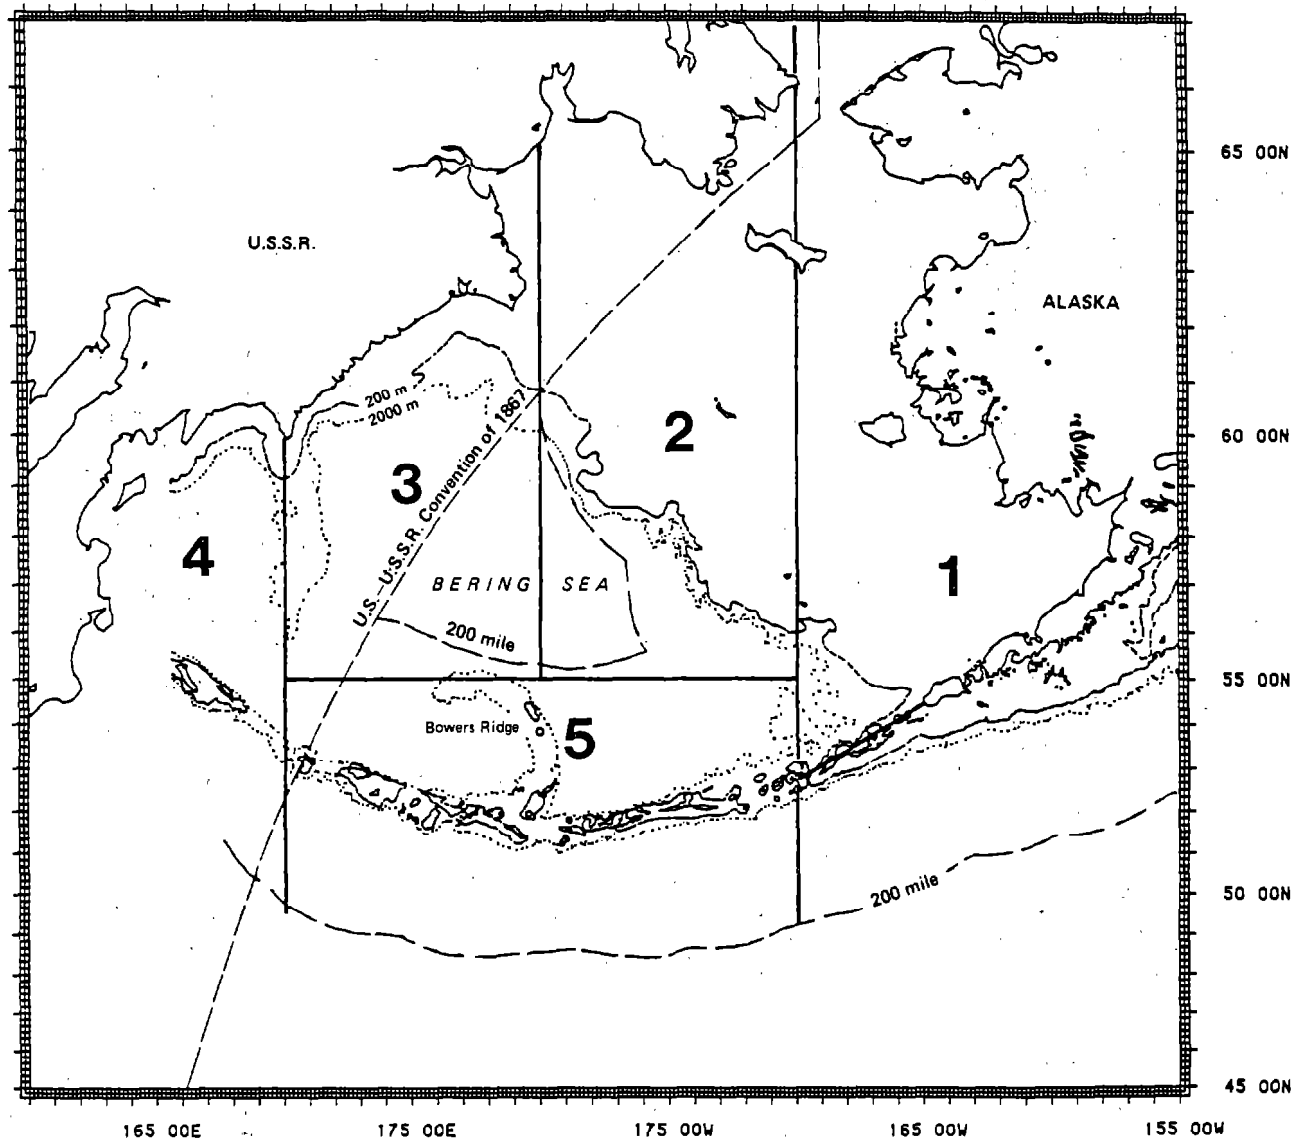 65 00N
U.S.S.R.
ALASKA
200 m
2000 m
60 00N
2
3
U.S.-U.S.S.R. Convention of 1867
4
1
BERING SEA
200 mile
55 00N
Bowers Ridge
5
200 mile
50 00N
45 00N
165 00E
175 00E
175 00W
165 00W
155 00W